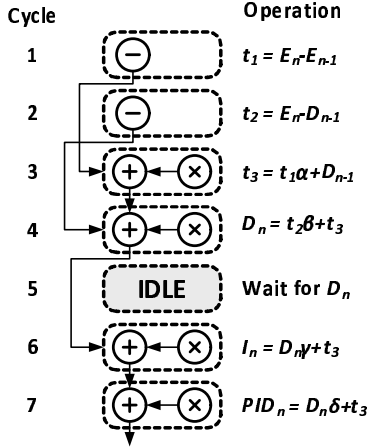 Cycle Operation
1 − t1 = En-En-1
2 − t2 = En-Dn-1
3 + × t3 = t1α+Dn-1
4 + × Dn = t2β+t3
5 IDLE Wait for Dn
6 + × In = Dnγ+t3
7 + × PIDn = Dnδ+t3